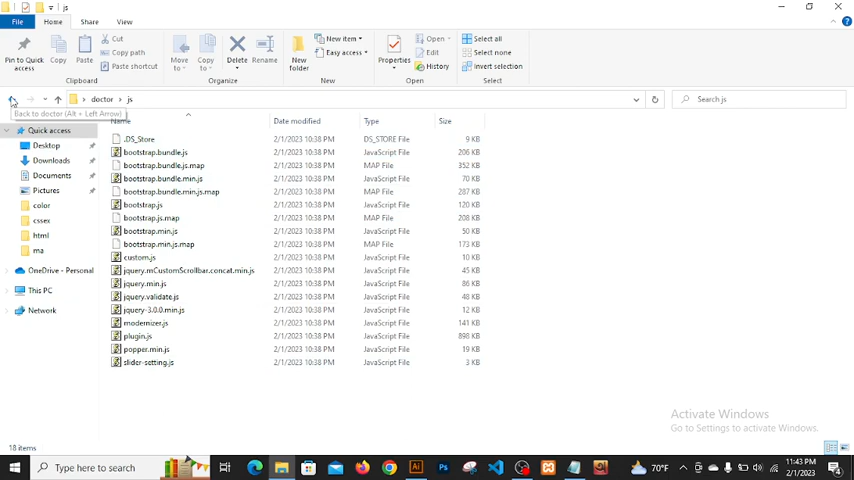 js
File
Home
Share
View
Pin to Quick access
Copy
Paste
Cut
Copy path
Paste shortcut
Clipboard
Move to
Copy to
Delete
Rename
Organize
New folder
New item
Easy access
New
Properties
Open
Edit
History
Open
Select all
Select none
Invert selection
Select
doctor
js
Search js
Back to doctor (Alt + Left Arrow)
Name
Date modified
Type
Size
Quick access
Desktop
Downloads
Documents
Pictures
color
cssex
html
ma
OneDrive - Personal
This PC
Network
.DS_Store 2/1/2023 10:38 PM DS_STORE File 9 KB
bootstrap.bundle.js 2/1/2023 10:38 PM JavaScript File 206 KB
bootstrap.bundle.js.map 2/1/2023 10:38 PM MAP File 352 KB
bootstrap.bundle.min.js 2/1/2023 10:38 PM JavaScript File 70 KB
bootstrap.bundle.min.js.map 2/1/2023 10:38 PM MAP File 287 KB
bootstrap.js 2/1/2023 10:38 PM JavaScript File 120 KB
bootstrap.js.map 2/1/2023 10:38 PM MAP File 208 KB
bootstrap.min.js 2/1/2023 10:38 PM JavaScript File 50 KB
bootstrap.min.js.map 2/1/2023 10:38 PM MAP File 173 KB
custom.js 2/1/2023 10:38 PM JavaScript File 10 KB
jquery.mCustomScrollbar.concat.min.js 2/1/2023 10:38 PM JavaScript File 45 KB
jquery.min.js 2/1/2023 10:38 PM JavaScript File 86 KB
jquery.validate.js 2/1/2023 10:38 PM JavaScript File 48 KB
jquery-3.0.0.min.js 2/1/2023 10:38 PM JavaScript File 12 KB
modernizer.js 2/1/2023 10:38 PM JavaScript File 141 KB
plugin.js 2/1/2023 10:38 PM JavaScript File 898 KB
popper.min.js 2/1/2023 10:38 PM JavaScript File 19 KB
slider-setting.js 2/1/2023 10:38 PM JavaScript File 3 KB
Activate Windows
Go to Settings to activate Windows.
18 items
Type here to search
Ai
Ps
70°F
11:43 PM
2/1/2023
4